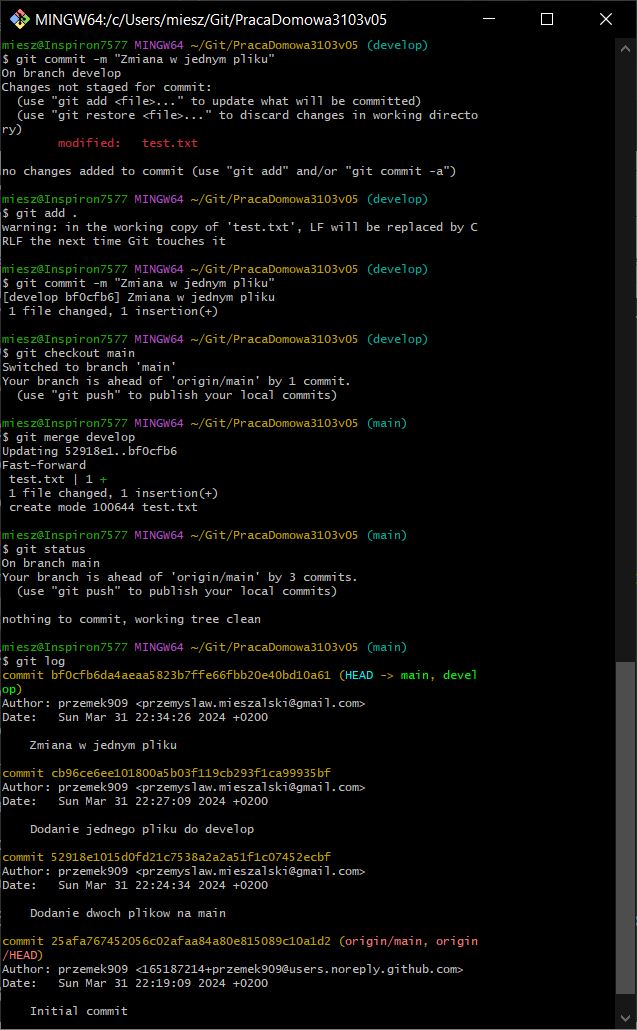 MINGW64:/c/Users/miesz/Git/PracaDomowa3103v05
miesz@Inspiron7577 MINGW64 ~/Git/PracaDomowa3103v05 (develop)
$ git commit -m "Zmiana w jednym pliku"
On branch develop
Changes not staged for commit:
  (use "git add <file>..." to update what will be committed)
  (use "git restore <file>..." to discard changes in working directo
ry)
        modified:   test.txt

no changes added to commit (use "git add" and/or "git commit -a")

miesz@Inspiron7577 MINGW64 ~/Git/PracaDomowa3103v05 (develop)
$ git add .
warning: in the working copy of 'test.txt', LF will be replaced by C
RLF the next time Git touches it

miesz@Inspiron7577 MINGW64 ~/Git/PracaDomowa3103v05 (develop)
$ git commit -m "Zmiana w jednym pliku"
[develop bf0cfb6] Zmiana w jednym pliku
 1 file changed, 1 insertion(+)

miesz@Inspiron7577 MINGW64 ~/Git/PracaDomowa3103v05 (develop)
$ git checkout main
Switched to branch 'main'
Your branch is ahead of 'origin/main' by 1 commit.
  (use "git push" to publish your local commits)

miesz@Inspiron7577 MINGW64 ~/Git/PracaDomowa3103v05 (main)
$ git merge develop
Updating 52918e1..bf0cfb6
Fast-forward
 test.txt | 1 +
 1 file changed, 1 insertion(+)
 create mode 100644 test.txt

miesz@Inspiron7577 MINGW64 ~/Git/PracaDomowa3103v05 (main)
$ git status
On branch main
Your branch is ahead of 'origin/main' by 3 commits.
  (use "git push" to publish your local commits)

nothing to commit, working tree clean

miesz@Inspiron7577 MINGW64 ~/Git/PracaDomowa3103v05 (main)
$ git log
commit bf0cfb6da4aeaa5823b7ffe66fbb20e40bd10a61 (HEAD -> main, devel
op)
Author: przemek909 <przemyslaw.mieszalski@gmail.com>
Date:   Sun Mar 31 22:34:26 2024 +0200

    Zmiana w jednym pliku

commit cb96ce6ee101800a5b03f119cb293f1ca99935bf
Author: przemek909 <przemyslaw.mieszalski@gmail.com>
Date:   Sun Mar 31 22:27:09 2024 +0200

    Dodanie jednego pliku do develop

commit 52918e1015d0fd21c7538a2a2a51f1c07452ecbf
Author: przemek909 <przemyslaw.mieszalski@gmail.com>
Date:   Sun Mar 31 22:24:34 2024 +0200

    Dodanie dwoch plikow na main

commit 25afa767452056c02afaa84a80e815089c10a1d2 (origin/main, origin
/HEAD)
Author: przemek909 <165187214+przemek909@users.noreply.github.com>
Date:   Sun Mar 31 22:19:09 2024 +0200

    Initial commit